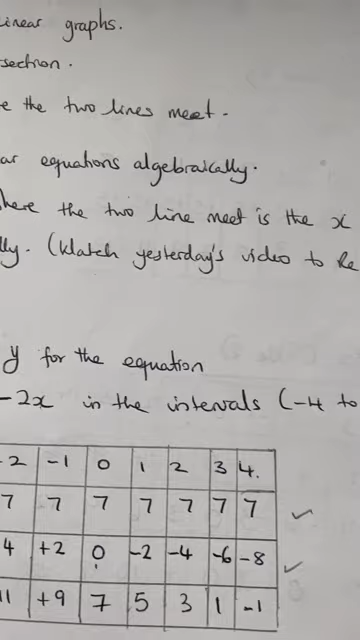 linear graphs.
section.
e the two lines meet.
ar equations algebraically.
here the two line meet is the x
lly. (Watch yesterday's video to Re
y for the equation
-2x in the intervals (-4 to
-2 -1 0 1 2 3 4.
7 7 7 7 7 7 7 ✓
4 +2 0 -2 -4 -6 -8 ✓
11 +9 7 5 3 1 -1